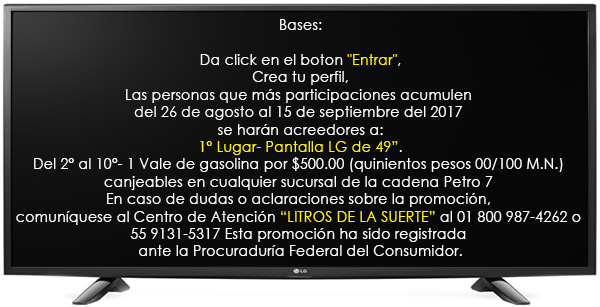 Bases:
Da click en el boton "Entrar",
Crea tu perfil,
Las personas que más participaciones acumulen
del 26 de agosto al 15 de septiembre del 2017
se harán acreedores a:
1º Lugar- Pantalla LG de 49”.
Del 2º al 10º- 1 Vale de gasolina por $500.00 (quinientos pesos 00/100 M.N.)
canjeables en cualquier sucursal de la cadena Petro 7
En caso de dudas o aclaraciones sobre la promoción,
comuníquese al Centro de Atención “LITROS DE LA SUERTE” al 01 800 987-4262 o
55 9131-5317 Esta promoción ha sido registrada
ante la Procuraduría Federal del Consumidor.
LG